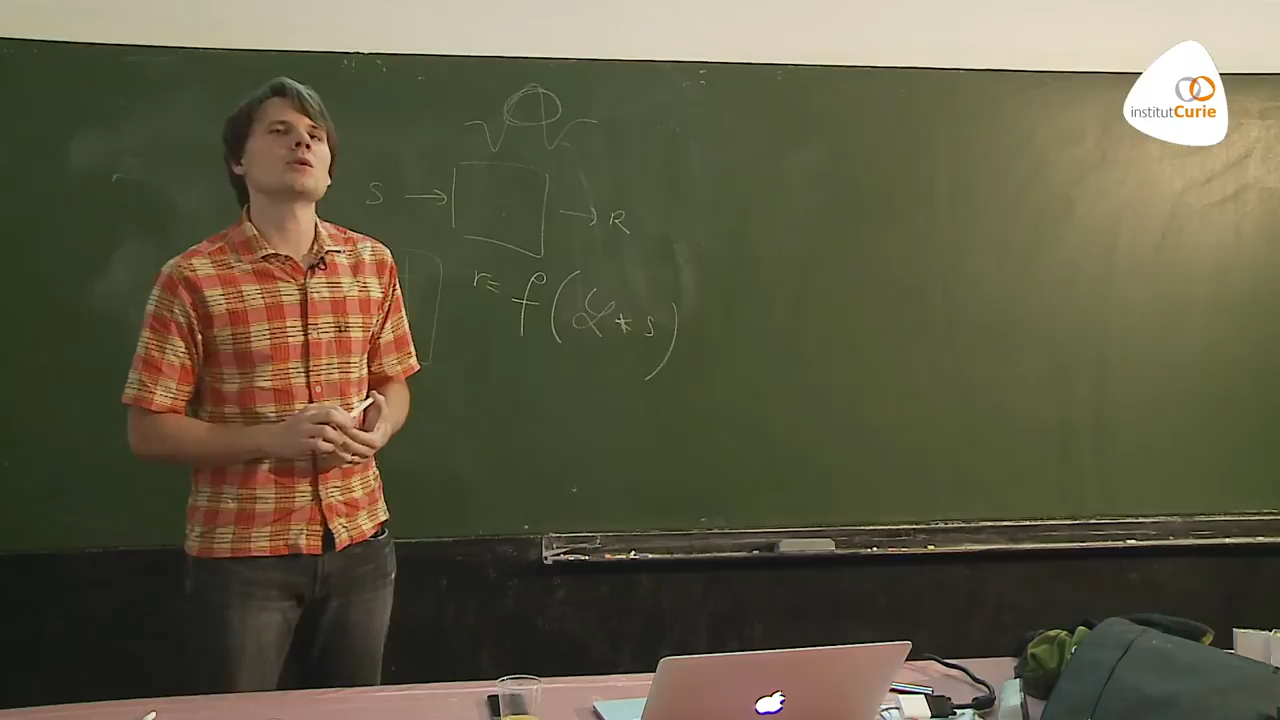 institutCurie
S → → R
r= f(ℒ * s)